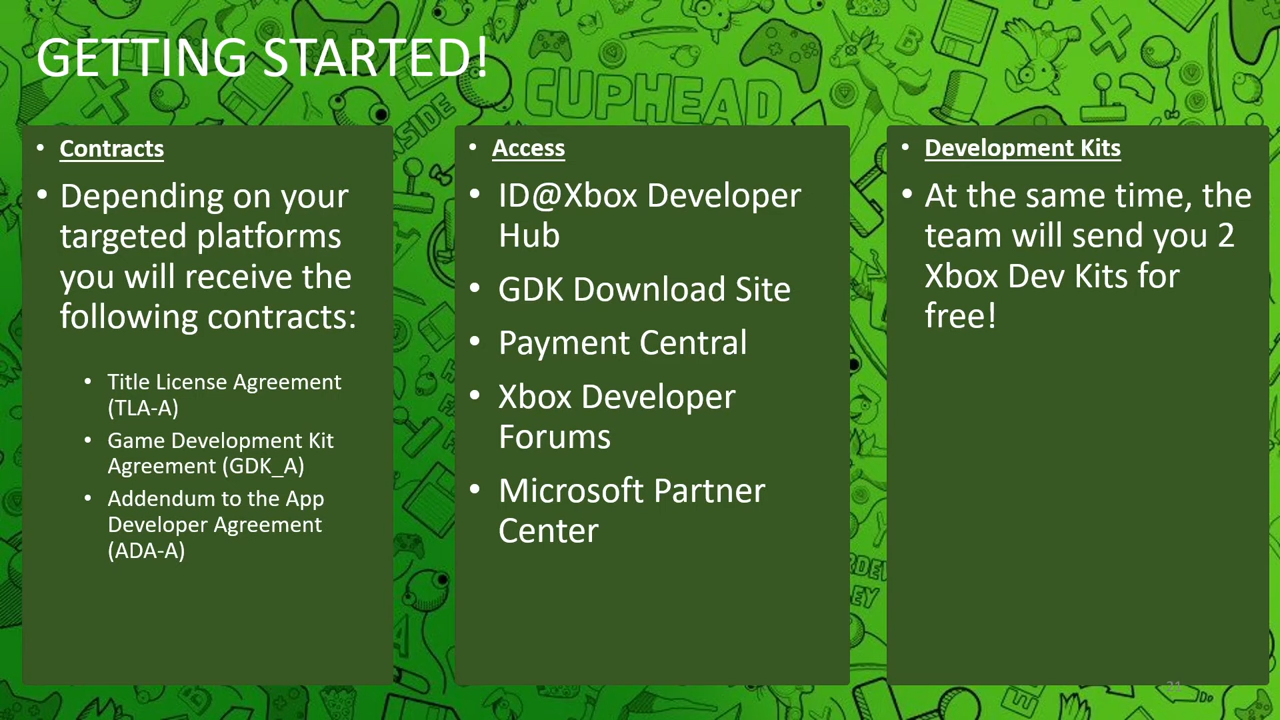 GETTING STARTED!
CUPHEAD
• Contracts
• Depending on your
targeted platforms
you will receive the
following contracts:
• Title License Agreement
(TLA-A)
• Game Development Kit
Agreement (GDK_A)
• Addendum to the App
Developer Agreement
(ADA-A)
• Access
• ID@Xbox Developer
Hub
• GDK Download Site
• Payment Central
• Xbox Developer
Forums
• Microsoft Partner
Center
• Development Kits
• At the same time, the
team will send you 2
Xbox Dev Kits for
free!
21